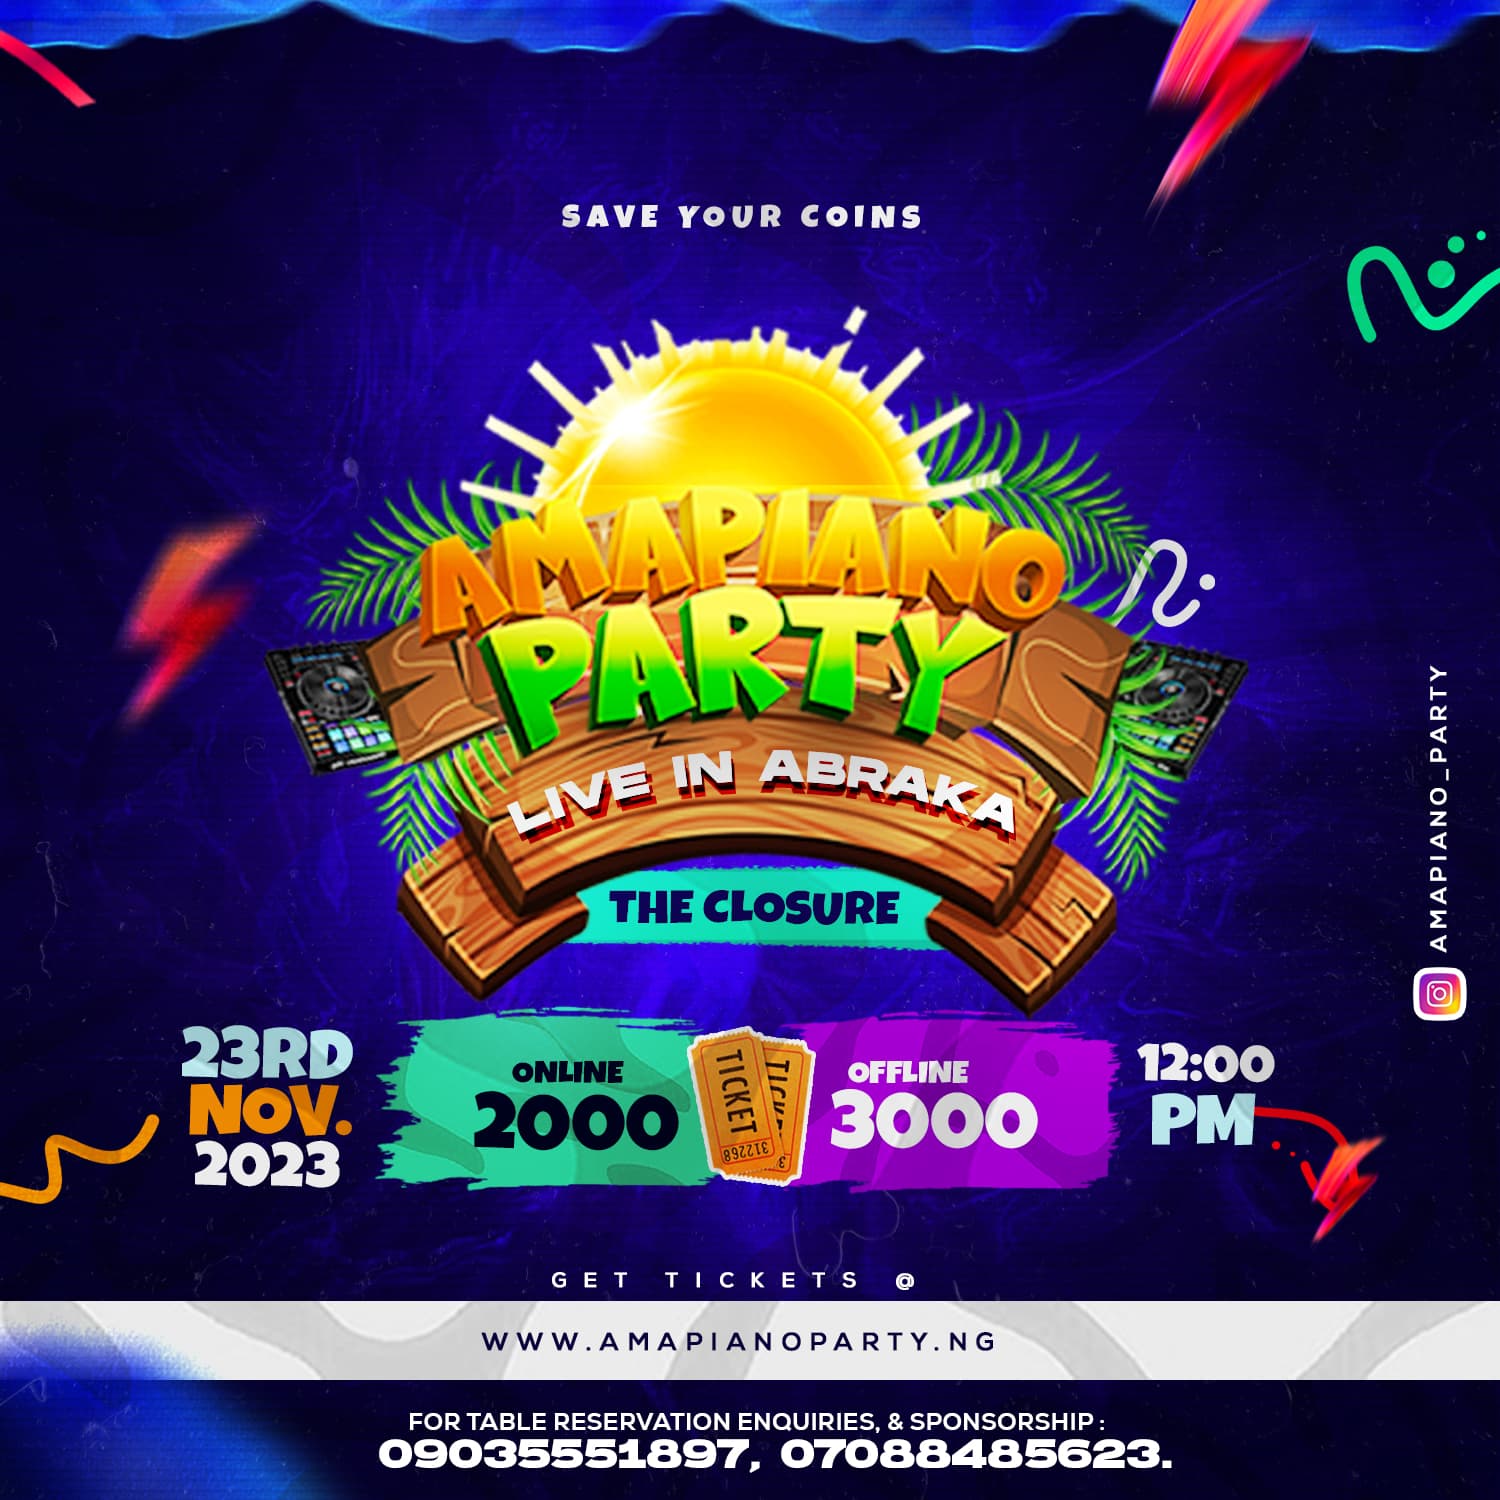 SAVE YOUR COINS
AMAPIANO
PARTY
LIVE IN ABRAKA
THE CLOSURE
23RD
NOV.
2023
ONLINE
2000
TICKET
312268
TICKET
OFFLINE
3000
12:00
PM
AMAPIANO_PARTY
GET TICKETS @
WWW.AMAPIANOPARTY.NG
FOR TABLE RESERVATION ENQUIRIES, & SPONSORSHIP :
09035551897, 07088485623.